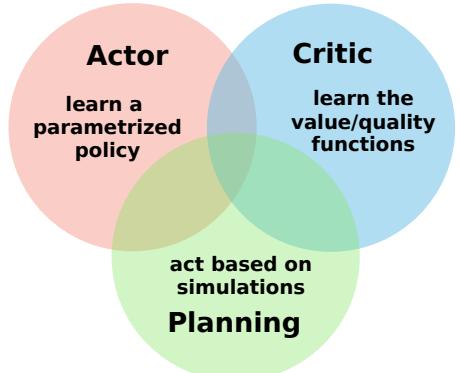 Actor
learn a
parametrized
policy
Critic
learn the
value/quality
functions
act based on
simulations
Planning